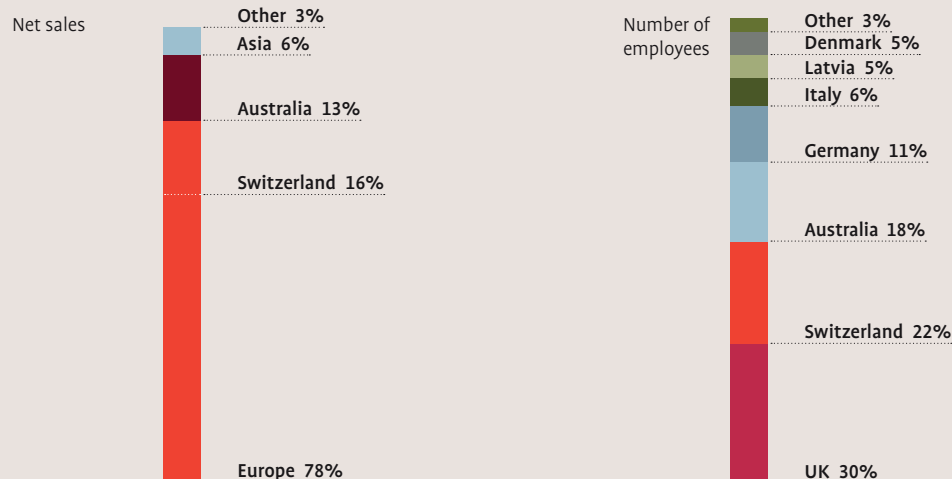 Net sales
Other 3%
Asia 6%
Australia 13%
Switzerland 16%
Europe 78%
Number of
employees
Other 3%
Denmark 5%
Latvia 5%
Italy 6%
Germany 11%
Australia 18%
Switzerland 22%
UK 30%